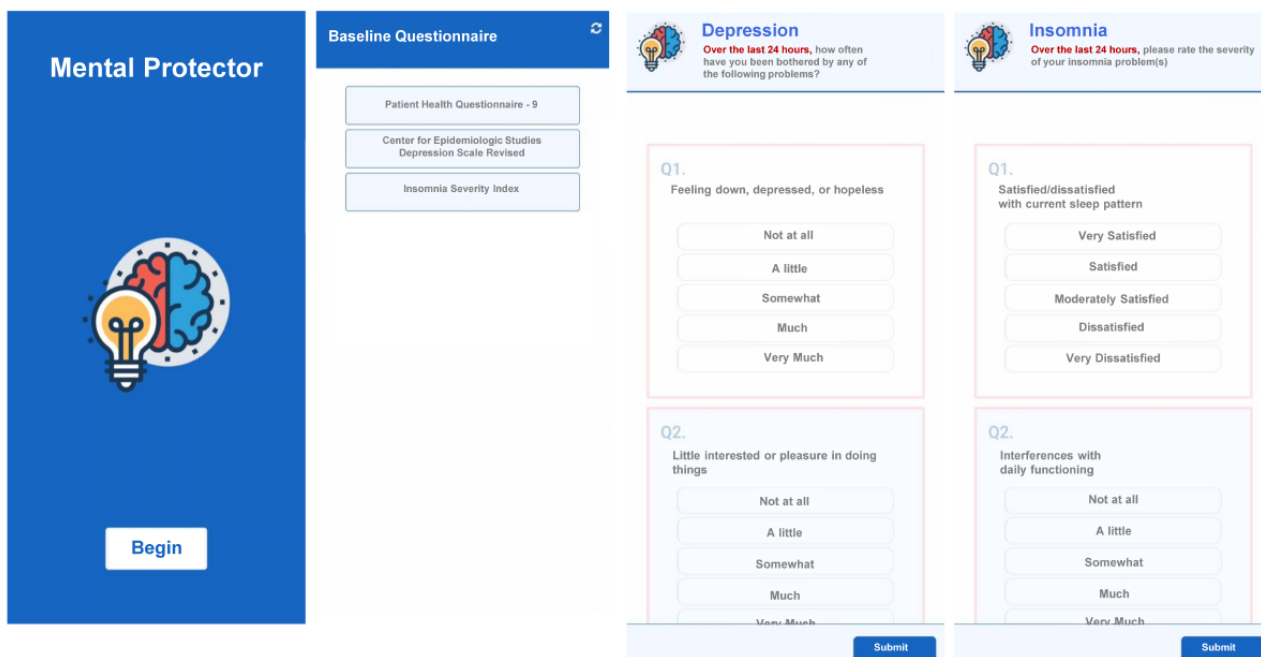 Mental Protector
Begin
Baseline Questionnaire
Patient Health Questionnaire - 9
Center for Epidemiologic Studies
Depression Scale Revised
Insomnia Severity Index
Depression
Over the last 24 hours, how often
have you been bothered by any of
the following problems?
Q1.
Feeling down, depressed, or hopeless
Not at all
A little
Somewhat
Much
Very Much
Q2.
Little interested or pleasure in doing
things
Not at all
A little
Somewhat
Much
Very Much
Submit
Insomnia
Over the last 24 hours, please rate the severity
of your insomnia problem(s)
Q1.
Satisfied/dissatisfied
with current sleep pattern
Very Satisfied
Satisfied
Moderately Satisfied
Dissatisfied
Very Dissatisfied
Q2.
Interferences with
daily functioning
Not at all
A little
Somewhat
Much
Very Much
Submit